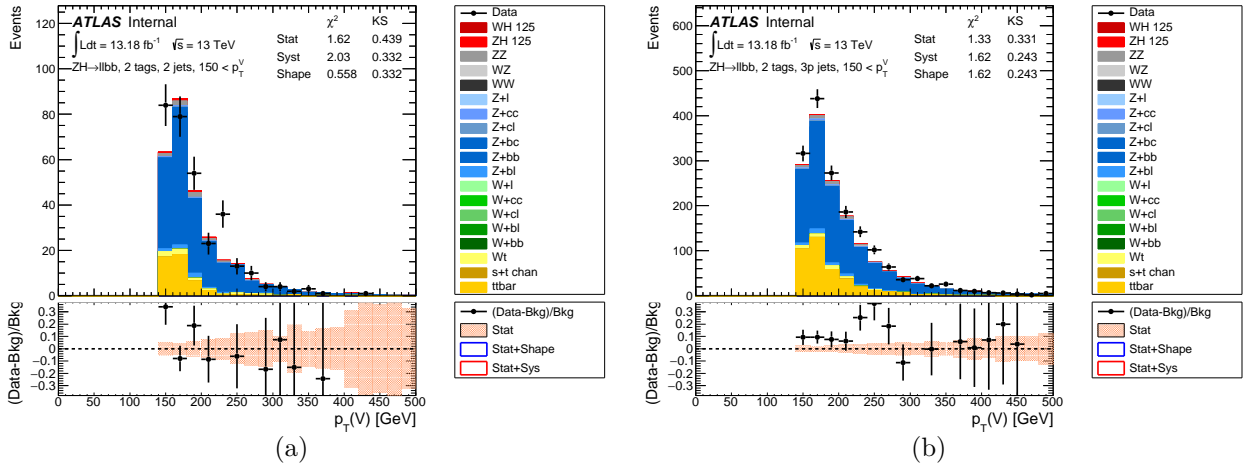 ATLAS Internal
∫Ldt = 13.18 fb⁻¹ √s = 13 TeV
ZH→llbb, 2 tags, 2 jets, 150 < p_T^V
χ² KS
Stat 1.62 0.439
Syst 2.03 0.332
Shape 0.558 0.332
Events
0 20 40 60 80 100 120
(Data-Bkg)/Bkg
0.3
0.2
0.1
0
−0.1
−0.2
−0.3
0 50 100 150 200 250 300 350 400 450 500
p_T(V) [GeV]
Data
WH 125
ZH 125
ZZ
WZ
WW
Z+l
Z+cc
Z+cl
Z+bc
Z+bb
Z+bl
W+l
W+cc
W+cl
W+bl
W+bb
Wt
s+t chan
ttbar
(Data-Bkg)/Bkg
Stat
Stat+Shape
Stat+Sys
(a)
ATLAS Internal
∫Ldt = 13.18 fb⁻¹ √s = 13 TeV
ZH→llbb, 2 tags, 3p jets, 150 < p_T^V
χ² KS
Stat 1.33 0.331
Syst 1.62 0.243
Shape 1.62 0.243
Events
0 100 200 300 400 500 600
(Data-Bkg)/Bkg
0.3
0.2
0.1
0
−0.1
−0.2
−0.3
0 50 100 150 200 250 300 350 400 450 500
p_T(V) [GeV]
Data
WH 125
ZH 125
ZZ
WZ
WW
Z+l
Z+cc
Z+cl
Z+bc
Z+bb
Z+bl
W+l
W+cc
W+cl
W+bl
W+bb
Wt
s+t chan
ttbar
(Data-Bkg)/Bkg
Stat
Stat+Shape
Stat+Sys
(b)